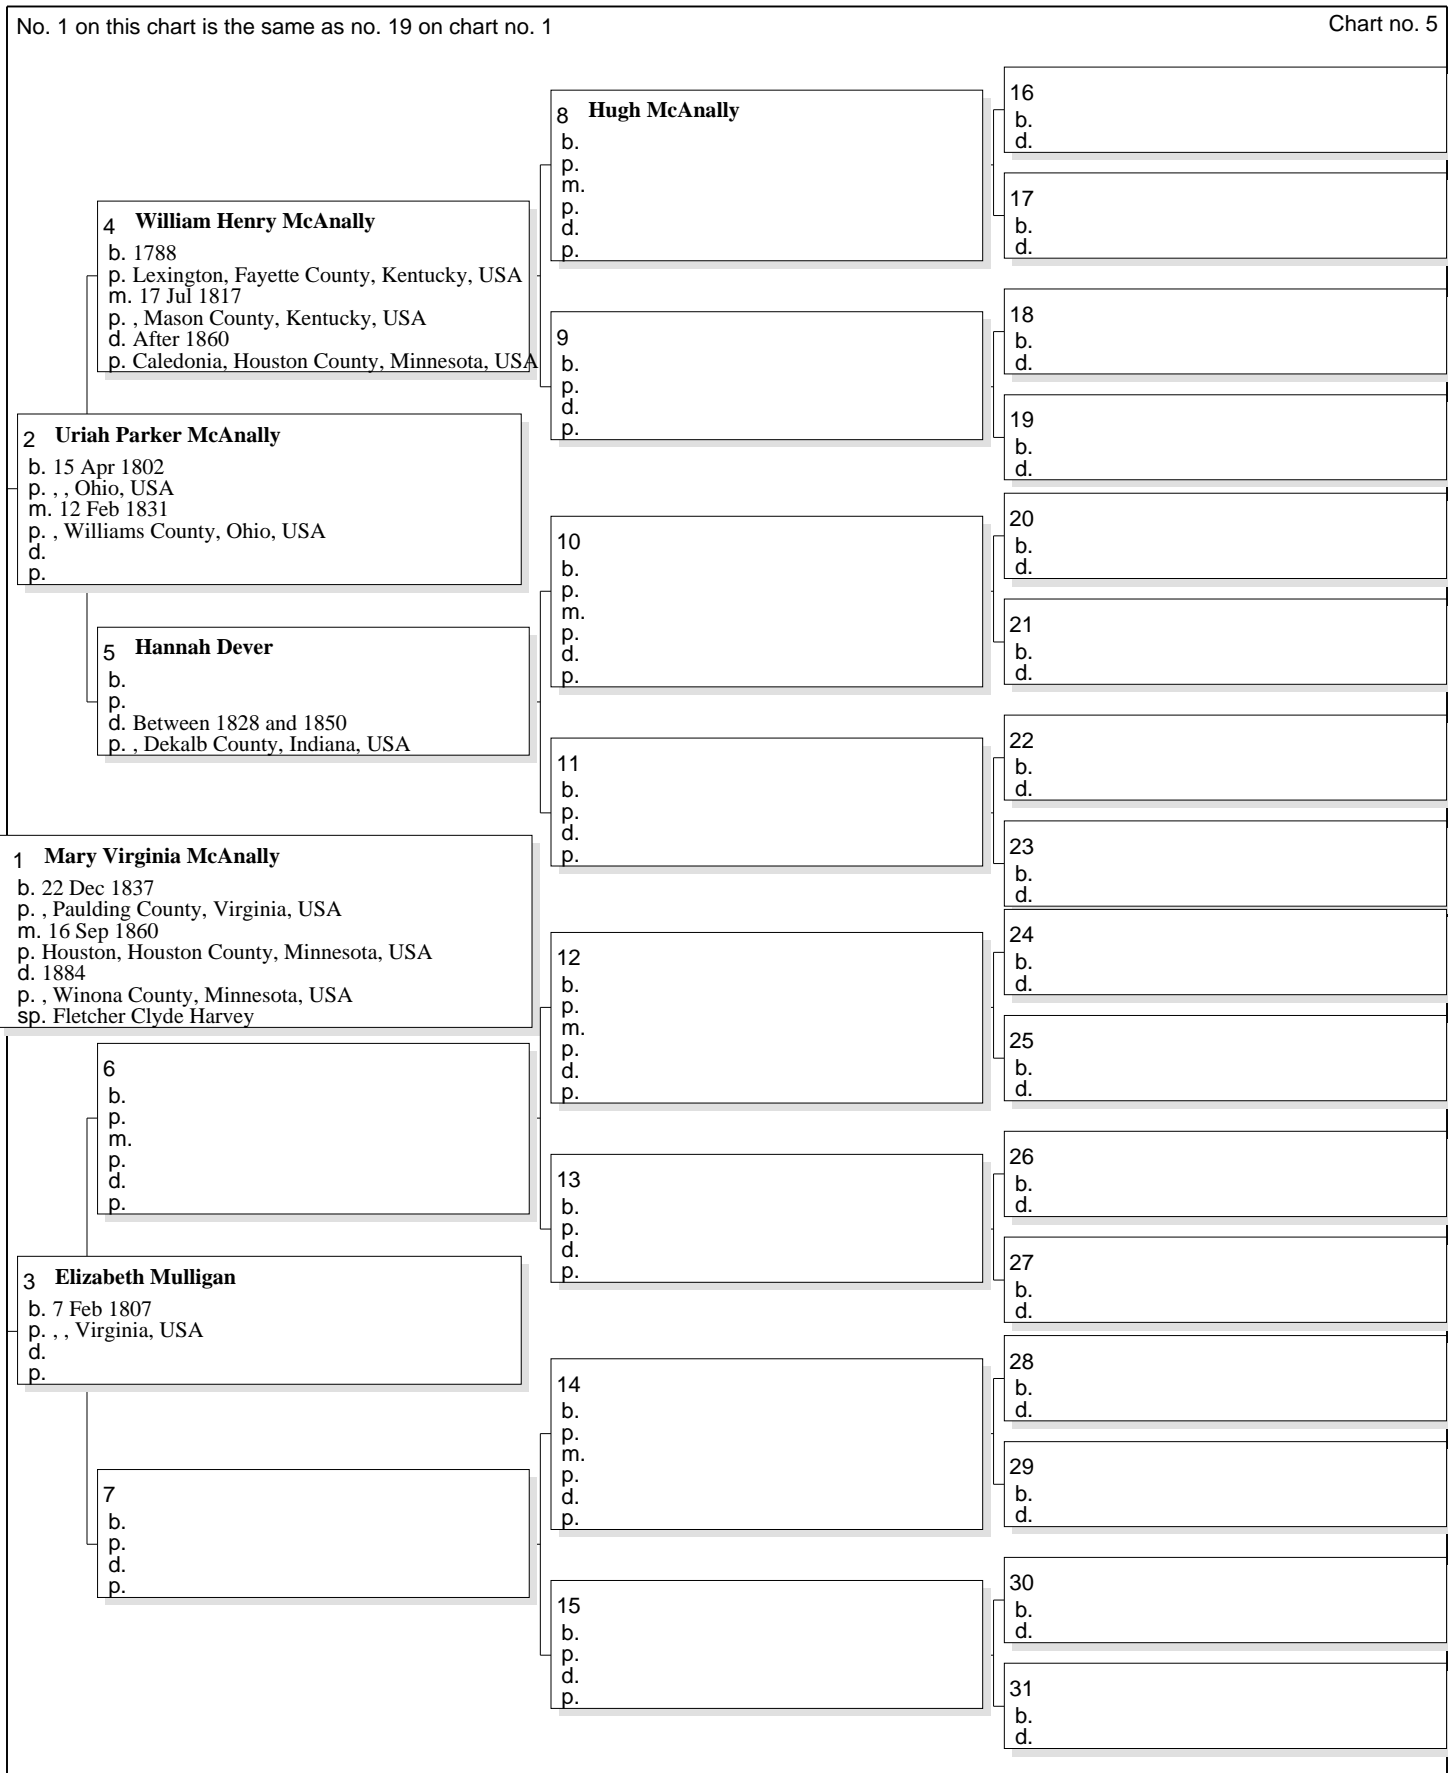 No. 1 on this chart is the same as no. 19 on chart no. 1
Chart no. 5
1 Mary Virginia McAnally
b. 22 Dec 1837
p. , Paulding County, Virginia, USA
m. 16 Sep 1860
p. Houston, Houston County, Minnesota, USA
d. 1884
p. , Winona County, Minnesota, USA
sp. Fletcher Clyde Harvey
2 Uriah Parker McAnally
b. 15 Apr 1802
p. , , Ohio, USA
m. 12 Feb 1831
p. , Williams County, Ohio, USA
d.
p.
3 Elizabeth Mulligan
b. 7 Feb 1807
p. , , Virginia, USA
d.
p.
4 William Henry McAnally
b. 1788
p. Lexington, Fayette County, Kentucky, USA
m. 17 Jul 1817
p. , Mason County, Kentucky, USA
d. After 1860
p. Caledonia, Houston County, Minnesota, USA
5 Hannah Dever
b.
p.
d. Between 1828 and 1850
p. , Dekalb County, Indiana, USA
6
b.
p.
m.
p.
d.
p.
7
b.
p.
d.
p.
8 Hugh McAnally
b.
p.
m.
p.
d.
p.
9
b.
p.
d.
p.
10
b.
p.
m.
p.
d.
p.
11
b.
p.
d.
p.
12
b.
p.
m.
p.
d.
p.
13
b.
p.
d.
p.
14
b.
p.
m.
p.
d.
p.
15
b.
p.
d.
p.
16
b.
d.
17
b.
d.
18
b.
d.
19
b.
d.
20
b.
d.
21
b.
d.
22
b.
d.
23
b.
d.
24
b.
d.
25
b.
d.
26
b.
d.
27
b.
d.
28
b.
d.
29
b.
d.
30
b.
d.
31
b.
d.